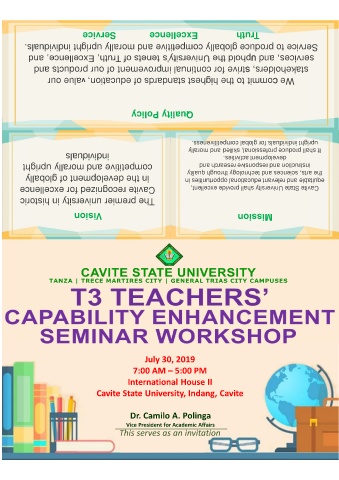 Truth Excellence Service
We commit to the highest standards of education, value our
stakeholders, strive for continual improvement of our products and
services, and uphold the University's tenets of Truth, Excellence, and
Service to produce globally competitive and morally upright individuals.
Quality Policy
Vision
The premier university in historic
Cavite recognized for excellence
in the development of globally
competitive and morally upright
individuals
Mission
Cavite State University shall provide excellent,
equitable and relevant educational opportunities in
the arts, sciences and technology through quality
instruction and responsive research and
development activities.
It shall produce professional, skilled and morally
upright individuals for global competitiveness.
CAVITE STATE UNIVERSITY
TANZA | TRECE MARTIRES CITY | GENERAL TRIAS CITY CAMPUSES
T3 TEACHERS'
CAPABILITY ENHANCEMENT
SEMINAR WORKSHOP
July 30, 2019
7:00 AM – 5:00 PM
International House II
Cavite State University, Indang, Cavite
Dr. Camilo A. Polinga
Vice President for Academic Affairs
This serves as an invitation